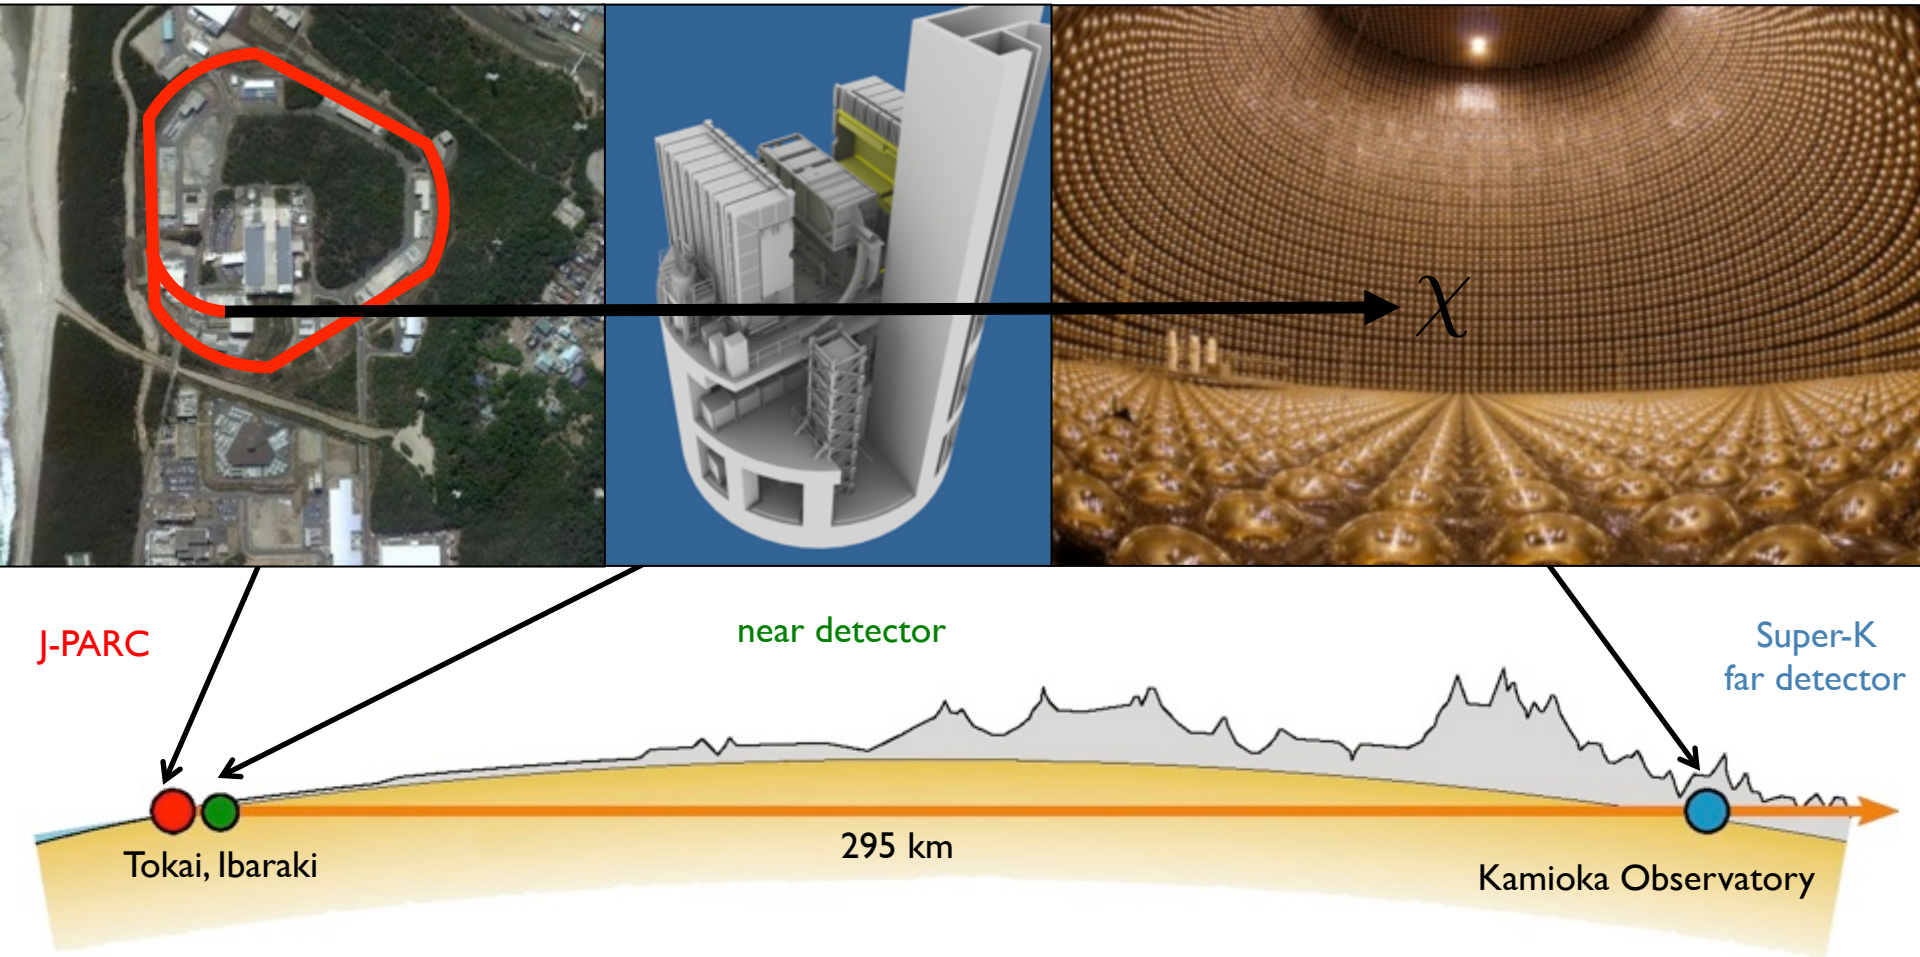 χ
J-PARC
near detector
Super-K
far detector
295 km
Tokai, Ibaraki
Kamioka Observatory